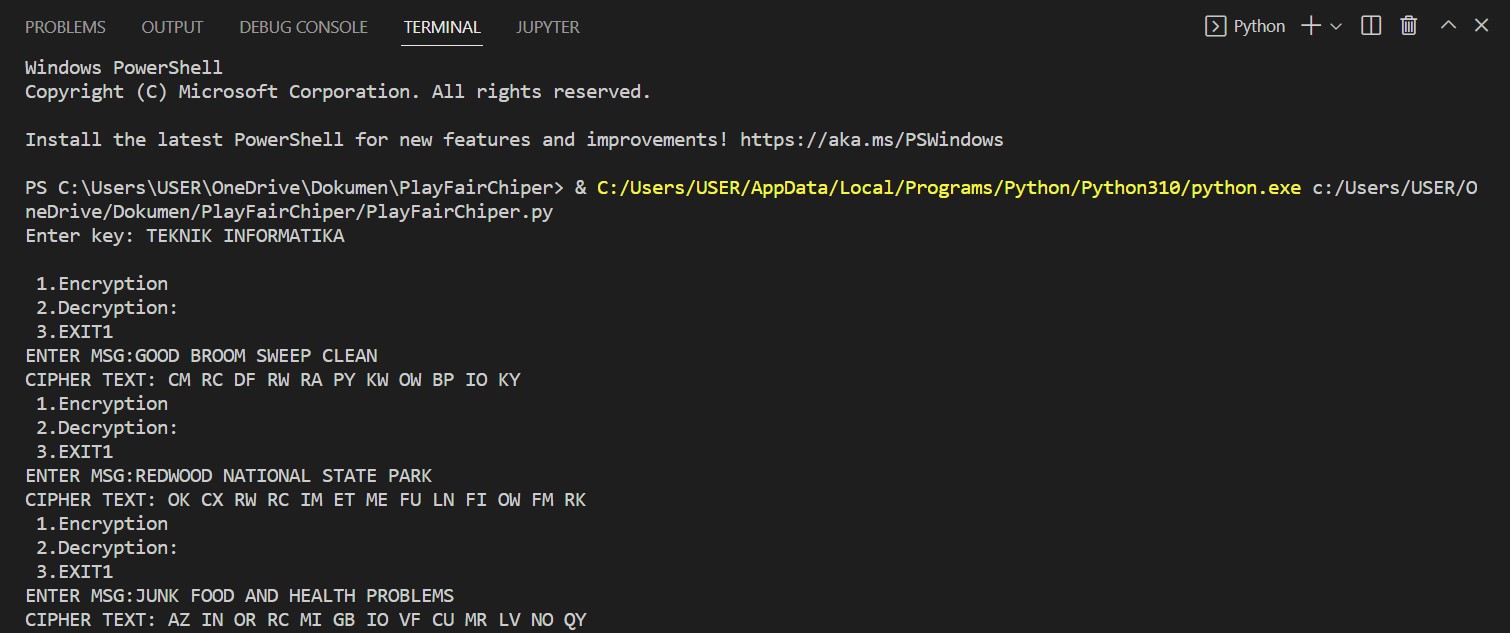 PROBLEMS OUTPUT DEBUG CONSOLE TERMINAL JUPYTER Python
Windows PowerShell
Copyright (C) Microsoft Corporation. All rights reserved.
Install the latest PowerShell for new features and improvements! https://aka.ms/PSWindows
PS C:\Users\USER\OneDrive\Dokumen\PlayFairChiper> & C:/Users/USER/AppData/Local/Programs/Python/Python310/python.exe c:/Users/USER/O
neDrive/Dokumen/PlayFairChiper/PlayFairChiper.py
Enter key: TEKNIK INFORMATIKA
1.Encryption
2.Decryption:
3.EXIT1
ENTER MSG:GOOD BROOM SWEEP CLEAN
CIPHER TEXT: CM RC DF RW RA PY KW OW BP IO KY
1.Encryption
2.Decryption:
3.EXIT1
ENTER MSG:REDWOOD NATIONAL STATE PARK
CIPHER TEXT: OK CX RW RC IM ET ME FU LN FI OW FM RK
1.Encryption
2.Decryption:
3.EXIT1
ENTER MSG:JUNK FOOD AND HEALTH PROBLEMS
CIPHER TEXT: AZ IN OR RC MI GB IO VF CU MR LV NO QY